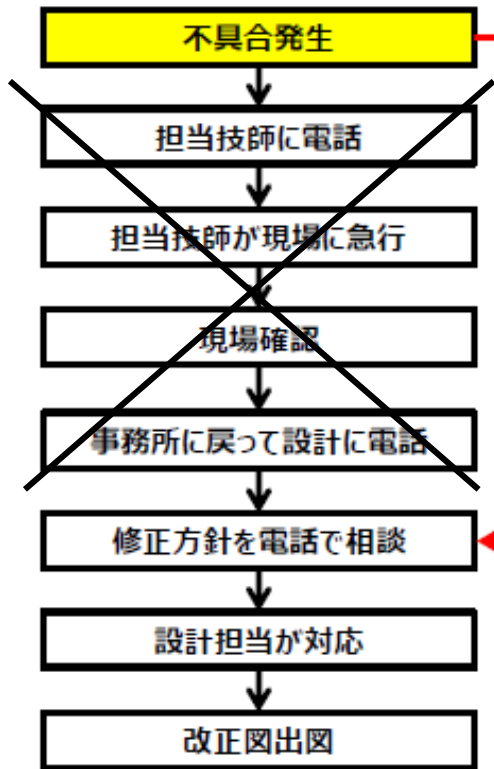 不具合発生
担当技師に電話
担当技師が現場に急行
現場確認
事務所に戻って設計に電話
修正方針を電話で相談
設計担当が対応
改正図出図